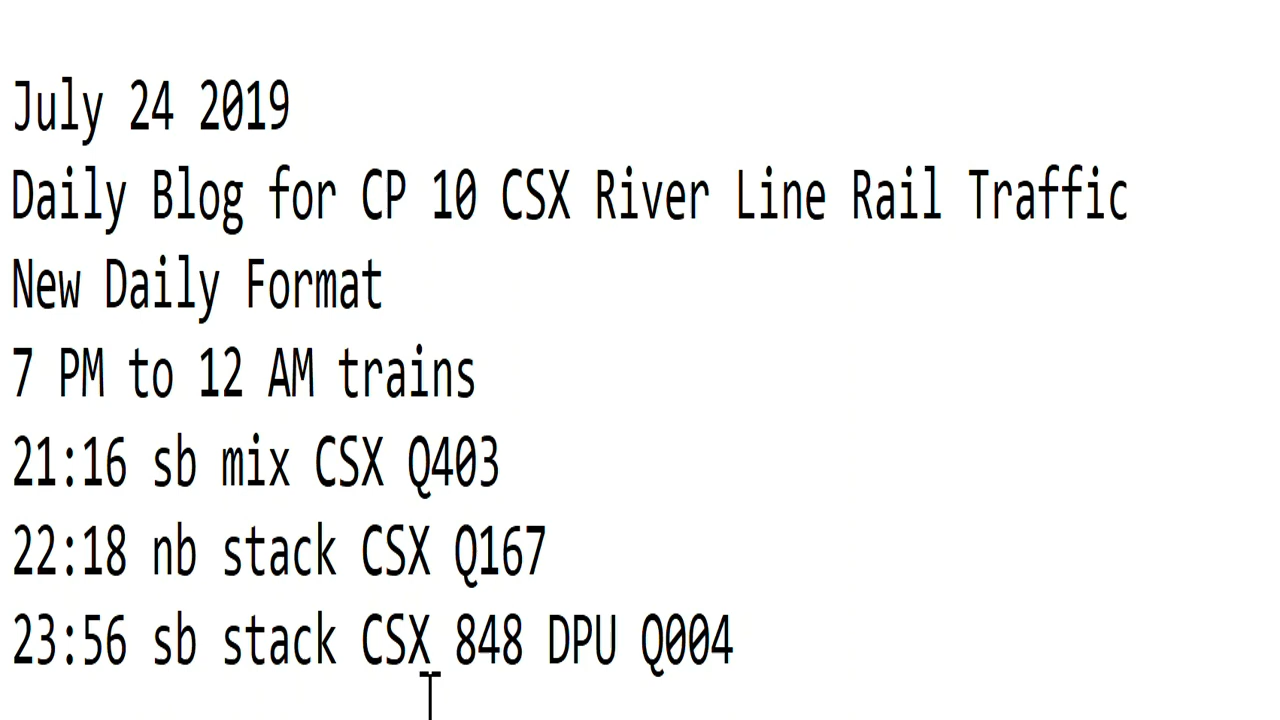 July 24 2019
Daily Blog for CP 10 CSX River Line Rail Traffic
New Daily Format
7 PM to 12 AM trains
21:16 sb mix CSX Q403
22:18 nb stack CSX Q167
23:56 sb stack CSX 848 DPU Q004